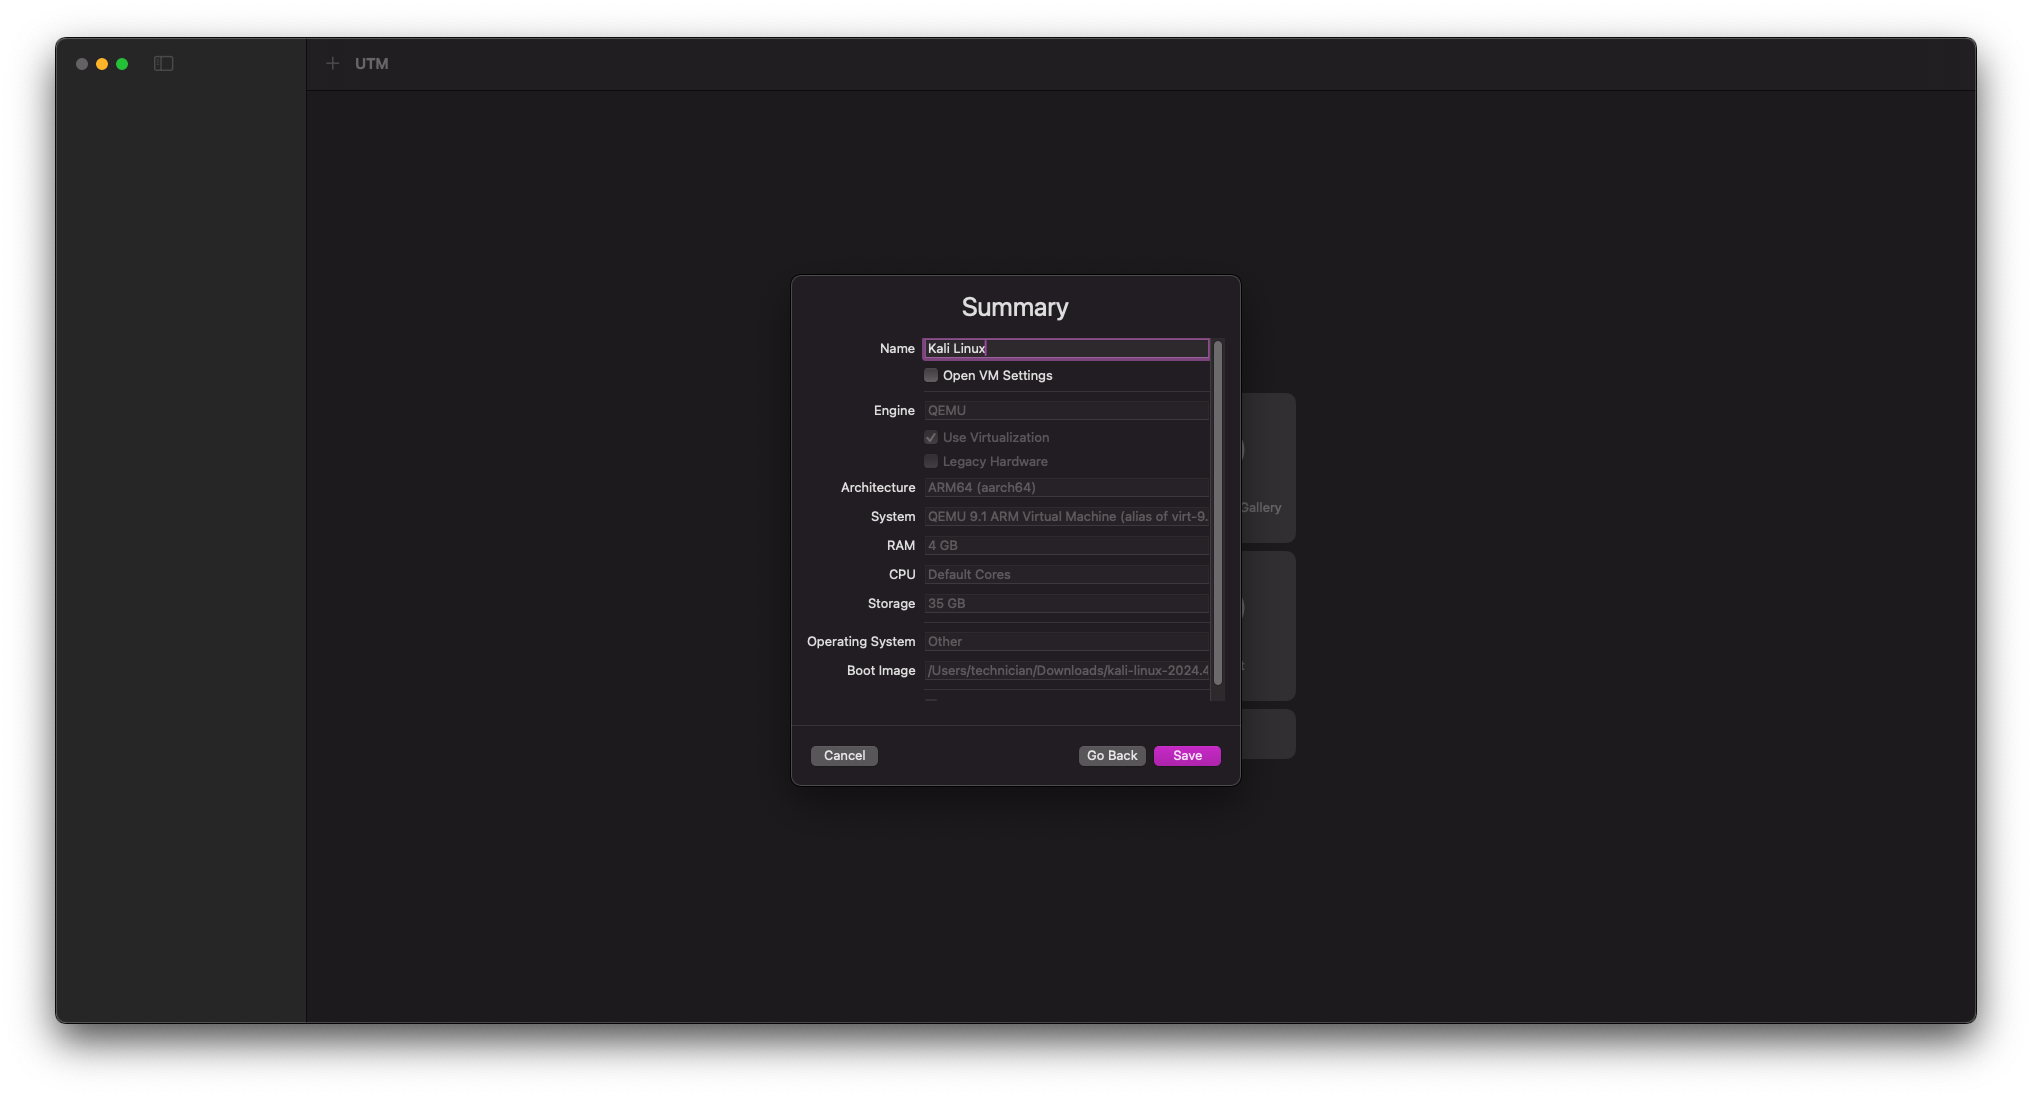 UTM
Summary
Name Kali Linux
Open VM Settings
Engine QEMU
Use Virtualization
Legacy Hardware
Architecture ARM64 (aarch64)
System QEMU 9.1 ARM Virtual Machine (alias of virt-9.
RAM 4 GB
CPU Default Cores
Storage 35 GB
Operating System Other
Boot Image /Users/technician/Downloads/kali-linux-2024.4
Cancel Go Back Save
Gallery